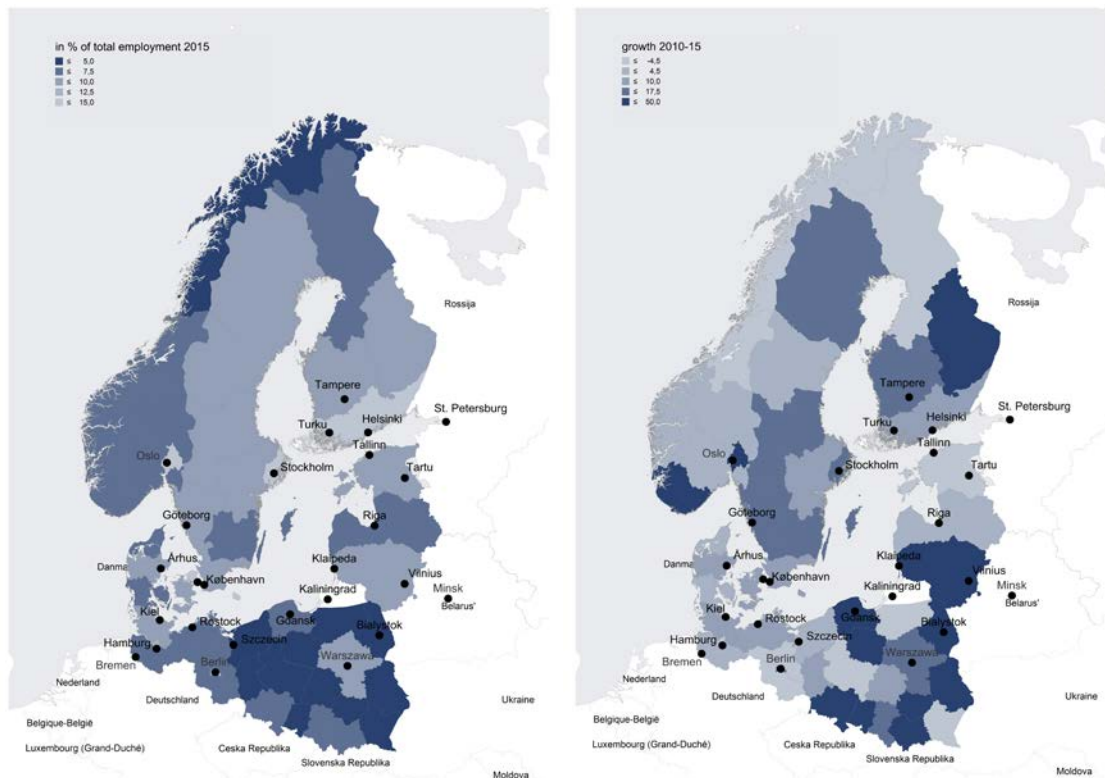 in % of total employment 2015
≤ 5,0
≤ 7,5
≤ 10,0
≤ 12,5
≤ 15,0
Rossija
Tampere
St. Petersburg
Turku
Helsinki
Tallinn
Oslo
Stockholm
Tartu
Göteborg
Riga
Danma
Århus
Klaipeda
København
Vilnius
Kaliningrad
Minsk
Belarus'
Kiel
Rostock
Gdansk
Bialystok
Hamburg
Szczecin
Bremen
Berlin
Warszawa
Nederland
Deutschland
Ukraine
Belgique-België
Luxembourg (Grand-Duché)
Ceska Republika
Slovenska Republika
Moldova
growth 2010-15
≤ -4,5
≤ 4,5
≤ 10,0
≤ 17,5
≤ 50,0
Rossija
Tampere
St. Petersburg
Turku
Helsinki
Tallinn
Oslo
Stockholm
Tartu
Göteborg
Riga
Danma
Århus
Klaipeda
København
Vilnius
Kaliningrad
Minsk
Belarus'
Kiel
Rostock
Gdansk
Bialystok
Hamburg
Szczecin
Bremen
Berlin
Warszawa
Nederland
Deutschland
Ukraine
Belgique-België
Luxembourg (Grand-Duché)
Ceska Republika
Slovenska Republika
Moldova